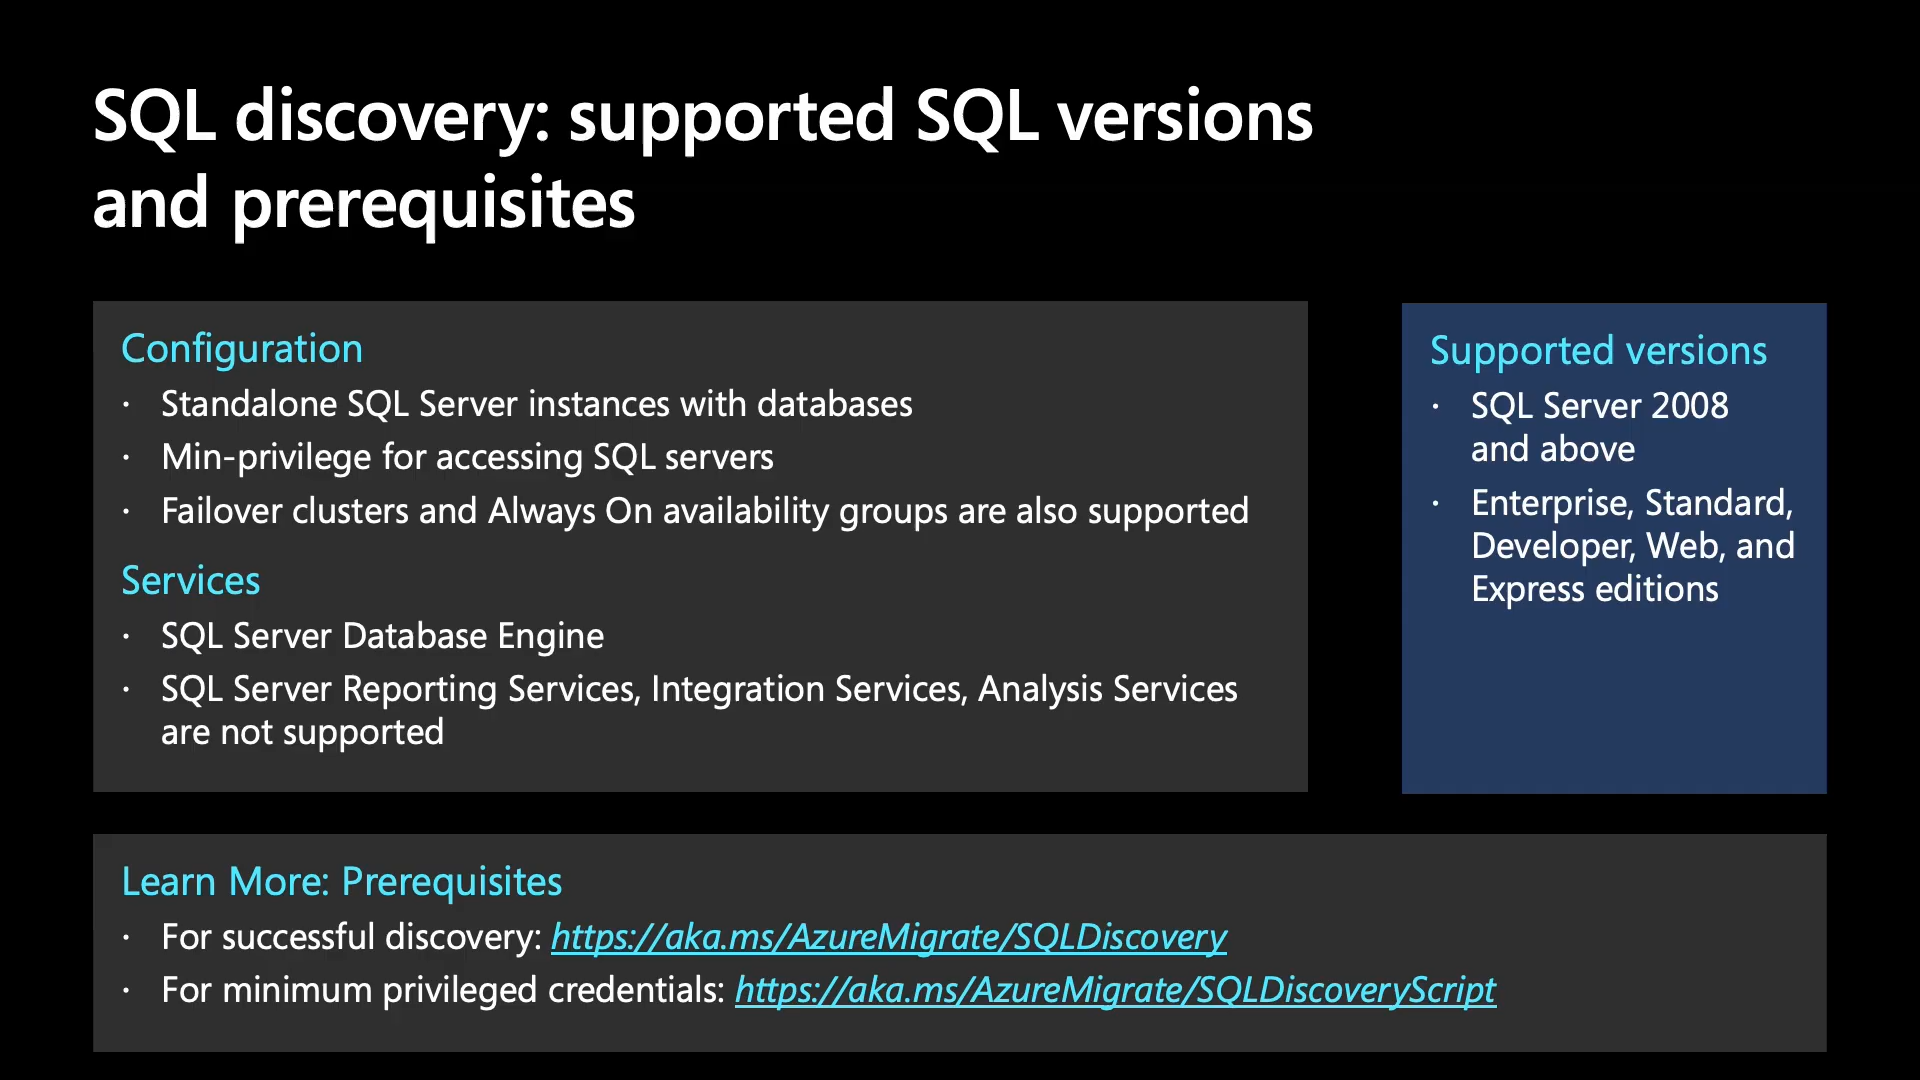 SQL discovery: supported SQL versions
and prerequisites
Configuration
· Standalone SQL Server instances with databases
· Min-privilege for accessing SQL servers
· Failover clusters and Always On availability groups are also supported
Services
· SQL Server Database Engine
· SQL Server Reporting Services, Integration Services, Analysis Services
are not supported
Supported versions
· SQL Server 2008
and above
· Enterprise, Standard,
Developer, Web, and
Express editions
Learn More: Prerequisites
· For successful discovery: https://aka.ms/AzureMigrate/SQLDiscovery
· For minimum privileged credentials: https://aka.ms/AzureMigrate/SQLDiscoveryScript